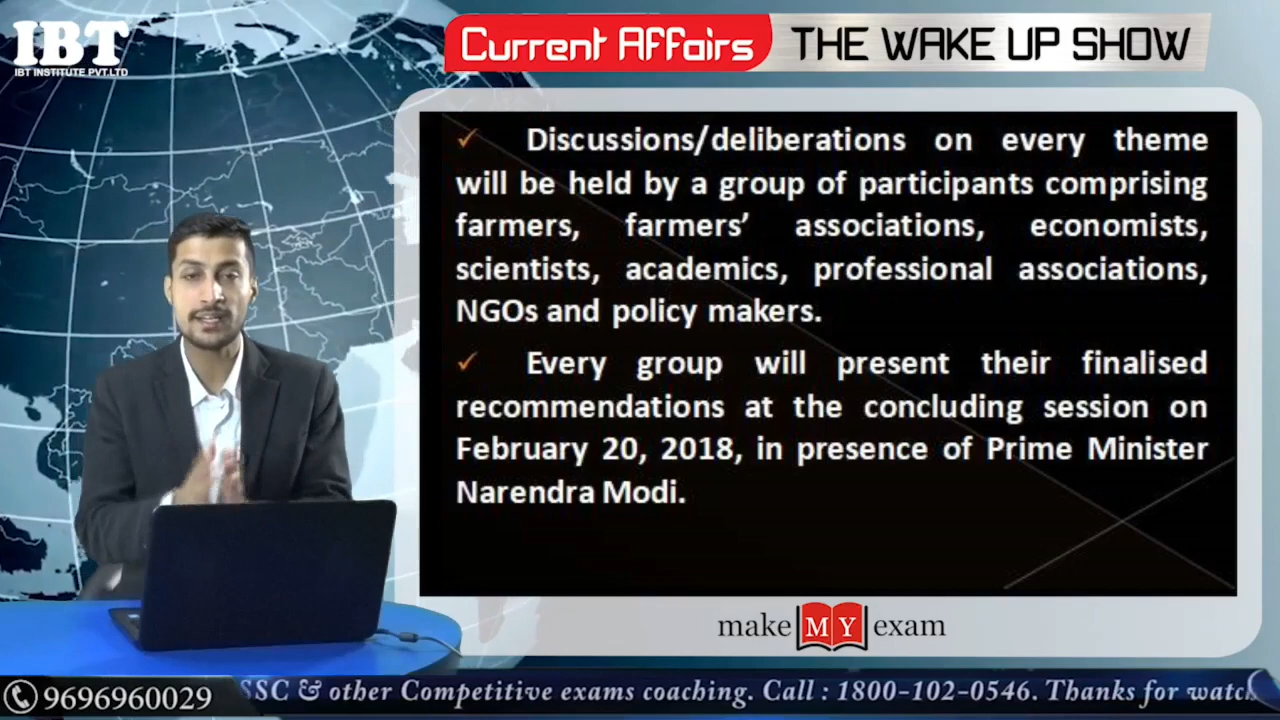 IBT
IBT INSTITUTE PVT.LTD
Current Affairs THE WAKE UP SHOW
✓ Discussions/deliberations on every theme
will be held by a group of participants comprising
farmers, farmers’ associations, economists,
scientists, academics, professional associations,
NGOs and policy makers.
✓ Every group will present their finalised
recommendations at the concluding session on
February 20, 2018, in presence of Prime Minister
Narendra Modi.
make MY exam
9696960029 SSC & other Competitive exams coaching. Call : 1800-102-0546. Thanks for watch